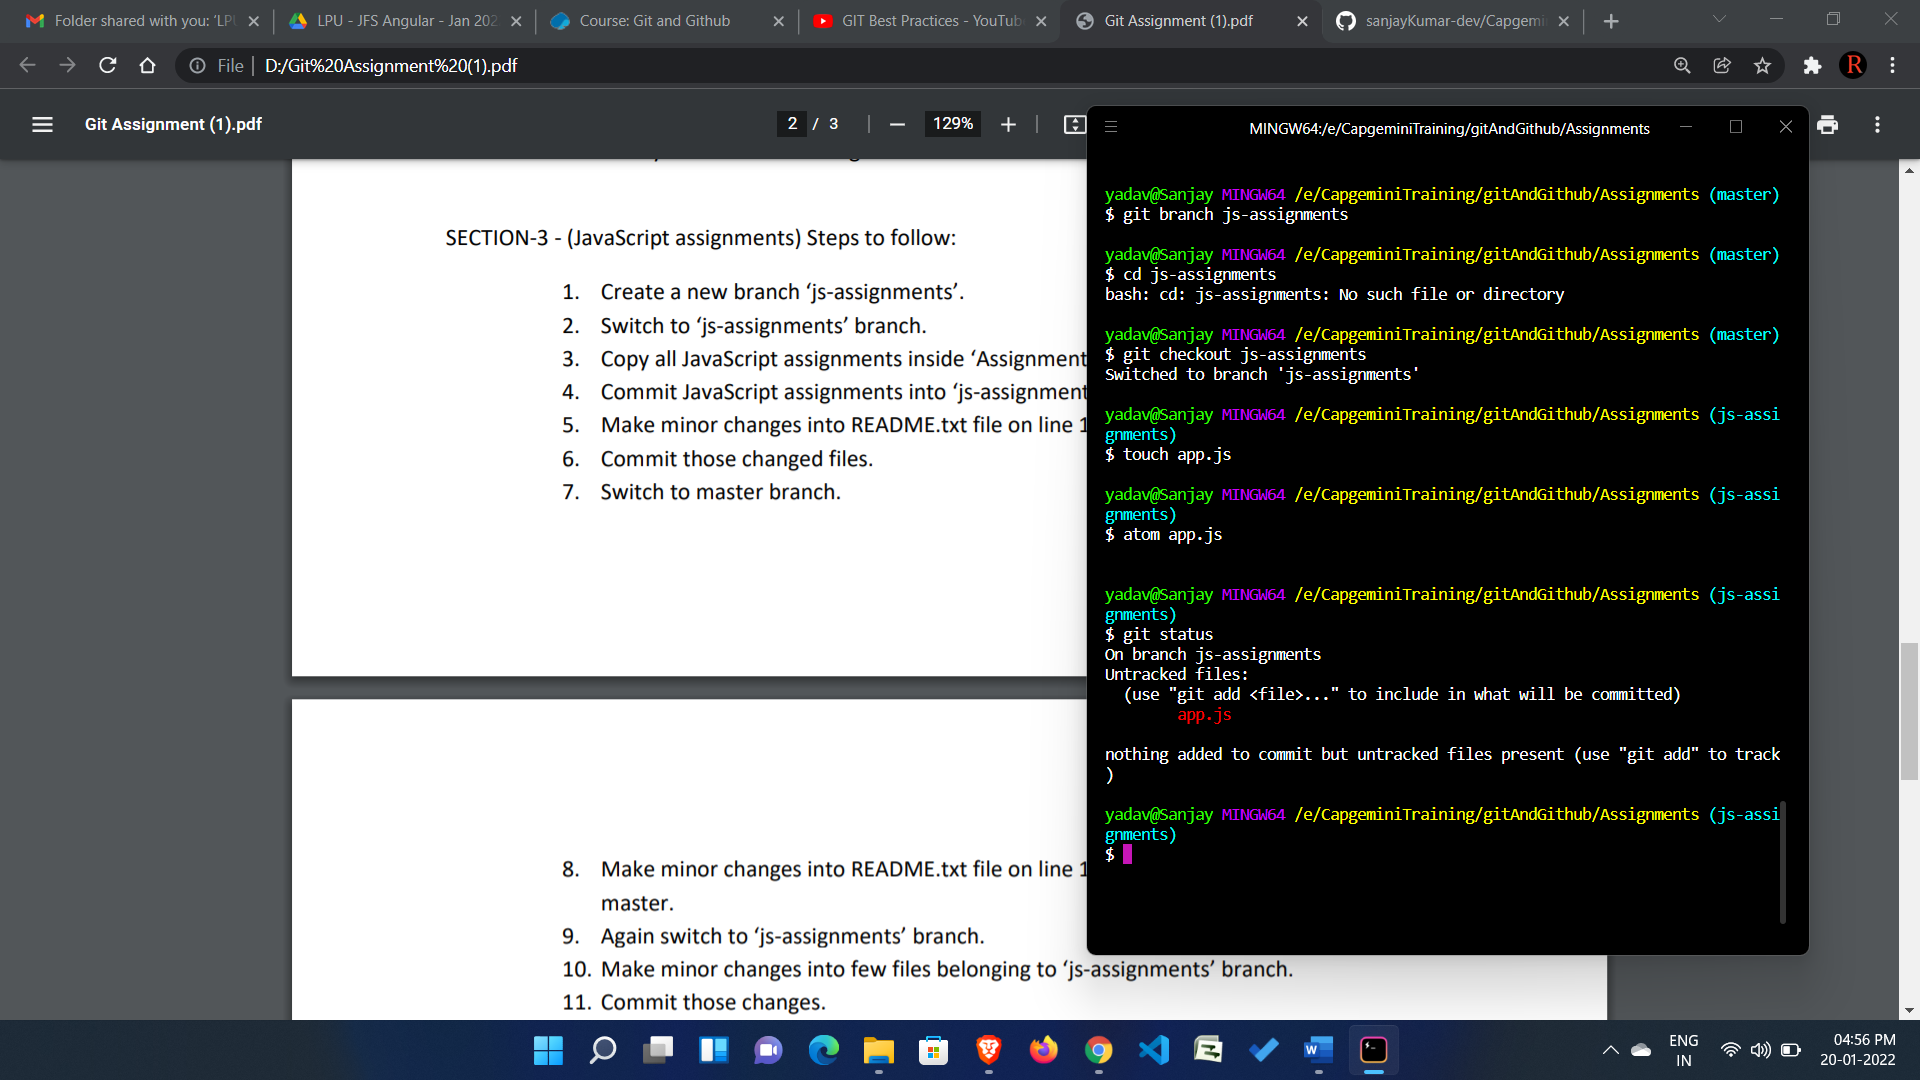 Folder shared with you: 'LPU
LPU - JFS Angular - Jan 202
Course: Git and Github
GIT Best Practices - YouTube
Git Assignment (1).pdf
sanjayKumar-dev/Capgemini
File | D:/Git%20Assignment%20(1).pdf
R
Git Assignment (1).pdf
2 / 3
129%
MINGW64:/e/CapgeminiTraining/gitAndGithub/Assignments
SECTION-3 - (JavaScript assignments) Steps to follow:
1. Create a new branch ‘js-assignments’.
2. Switch to ‘js-assignments’ branch.
3. Copy all JavaScript assignments inside ‘Assignment
4. Commit JavaScript assignments into ‘js-assignment
5. Make minor changes into README.txt file on line 1
6. Commit those changed files.
7. Switch to master branch.
8. Make minor changes into README.txt file on line 1
master.
9. Again switch to ‘js-assignments’ branch.
10. Make minor changes into few files belonging to ‘js-assignments’ branch.
11. Commit those changes.
yadav@Sanjay MINGW64 /e/CapgeminiTraining/gitAndGithub/Assignments (master)
$ git branch js-assignments
yadav@Sanjay MINGW64 /e/CapgeminiTraining/gitAndGithub/Assignments (master)
$ cd js-assignments
bash: cd: js-assignments: No such file or directory
yadav@Sanjay MINGW64 /e/CapgeminiTraining/gitAndGithub/Assignments (master)
$ git checkout js-assignments
Switched to branch 'js-assignments'
yadav@Sanjay MINGW64 /e/CapgeminiTraining/gitAndGithub/Assignments (js-assi
gnments)
$ touch app.js
yadav@Sanjay MINGW64 /e/CapgeminiTraining/gitAndGithub/Assignments (js-assi
gnments)
$ atom app.js
yadav@Sanjay MINGW64 /e/CapgeminiTraining/gitAndGithub/Assignments (js-assi
gnments)
$ git status
On branch js-assignments
Untracked files:
(use "git add <file>..." to include in what will be committed)
app.js
nothing added to commit but untracked files present (use "git add" to track
)
yadav@Sanjay MINGW64 /e/CapgeminiTraining/gitAndGithub/Assignments (js-assi
gnments)
$
ENG
IN
04:56 PM
20-01-2022